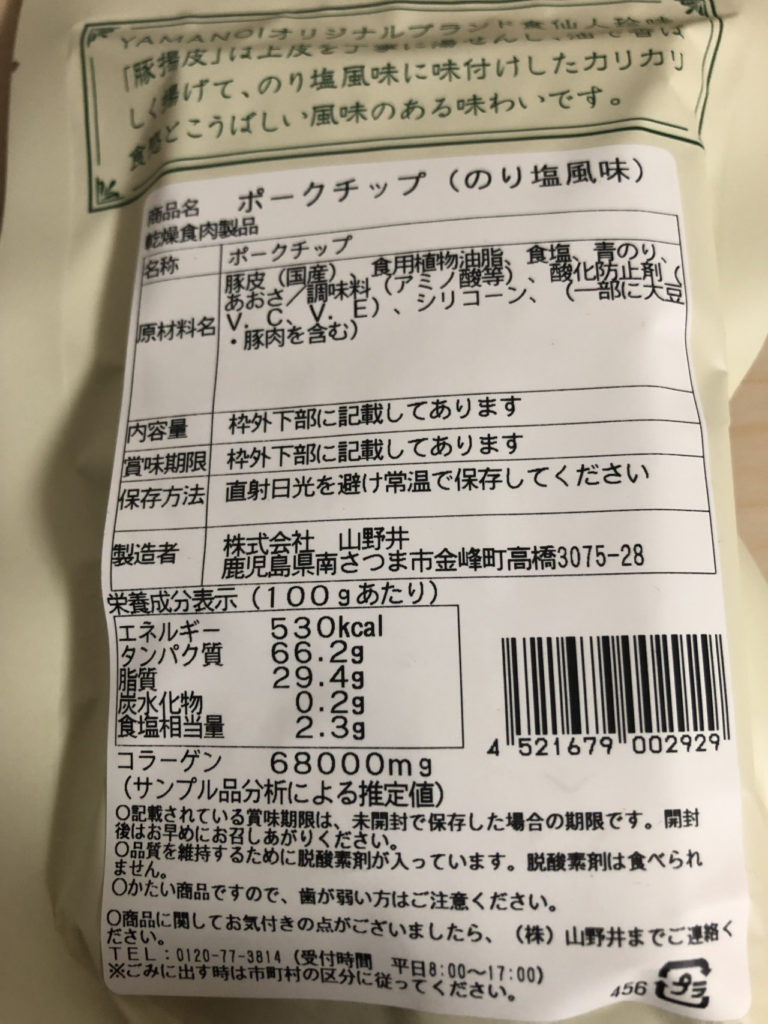 YAMANOIオリジナルブランド食仙人珍味
「豚揚皮」は上皮を丁寧に湯せんし、油で香ば
しく揚げて、のり塩風味に味付けしたカリカリ
食感とこうばしい風味のある味わいです。
商品名 ポークチップ（のり塩風味）
乾燥食肉製品
名称 ポークチップ
原材料名 豚皮（国産）、食用植物油脂、食塩、青のり、
あおさ／調味料（アミノ酸等）、酸化防止剤（
V．C、V．E）、シリコーン、（一部に大豆
・豚肉を含む）
内容量 枠外下部に記載してあります
賞味期限 枠外下部に記載してあります
保存方法 直射日光を避け常温で保存してください
製造者 株式会社 山野井
鹿児島県南さつま市金峰町高橋3075-28
栄養成分表示（100gあたり）
エネルギー 530kcal
タンパク質 66.2g
脂質 29.4g
炭水化物 0.2g
食塩相当量 2.3g
4 521679 002929
コラーゲン 68000mg
（サンプル品分析による推定値）
○記載されている賞味期限は、未開封で保存した場合の期限です。開封
後はお早めにお召しあがりください。
○品質を維持するために脱酸素剤が入っています。脱酸素剤は食べられ
ません。
○かたい商品ですので、歯が弱い方はご注意ください。
○商品に関してお気付きの点がございましたら、（株）山野井までご連絡く
ださい。
TEL：0120-77-3814（受付時間 平日8:00〜17:00）
※ごみに出す時は市町村の区分に従ってください。
456 プラ